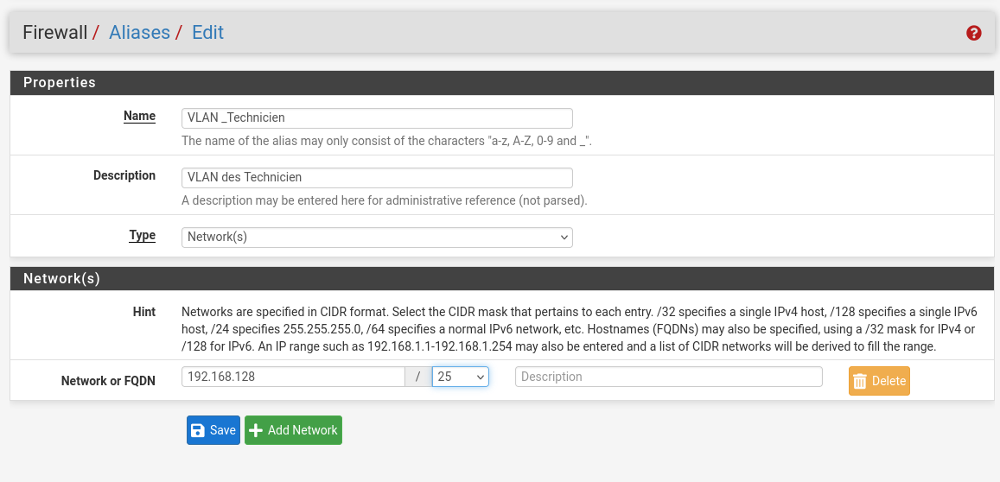 Firewall / Aliases / Edit
Properties
Name
VLAN _Technicien
The name of the alias may only consist of the characters "a-z, A-Z, 0-9 and _".
Description
VLAN des Technicien
A description may be entered here for administrative reference (not parsed).
Type
Network(s)
Network(s)
Hint
Networks are specified in CIDR format. Select the CIDR mask that pertains to each entry. /32 specifies a single IPv4 host, /128 specifies a single IPv6
host, /24 specifies 255.255.255.0, /64 specifies a normal IPv6 network, etc. Hostnames (FQDNs) may also be specified, using a /32 mask for IPv4 or
/128 for IPv6. An IP range such as 192.168.1.1-192.168.1.254 may also be entered and a list of CIDR networks will be derived to fill the range.
Network or FQDN
192.168.128 / 25 Description Delete
Save Add Network